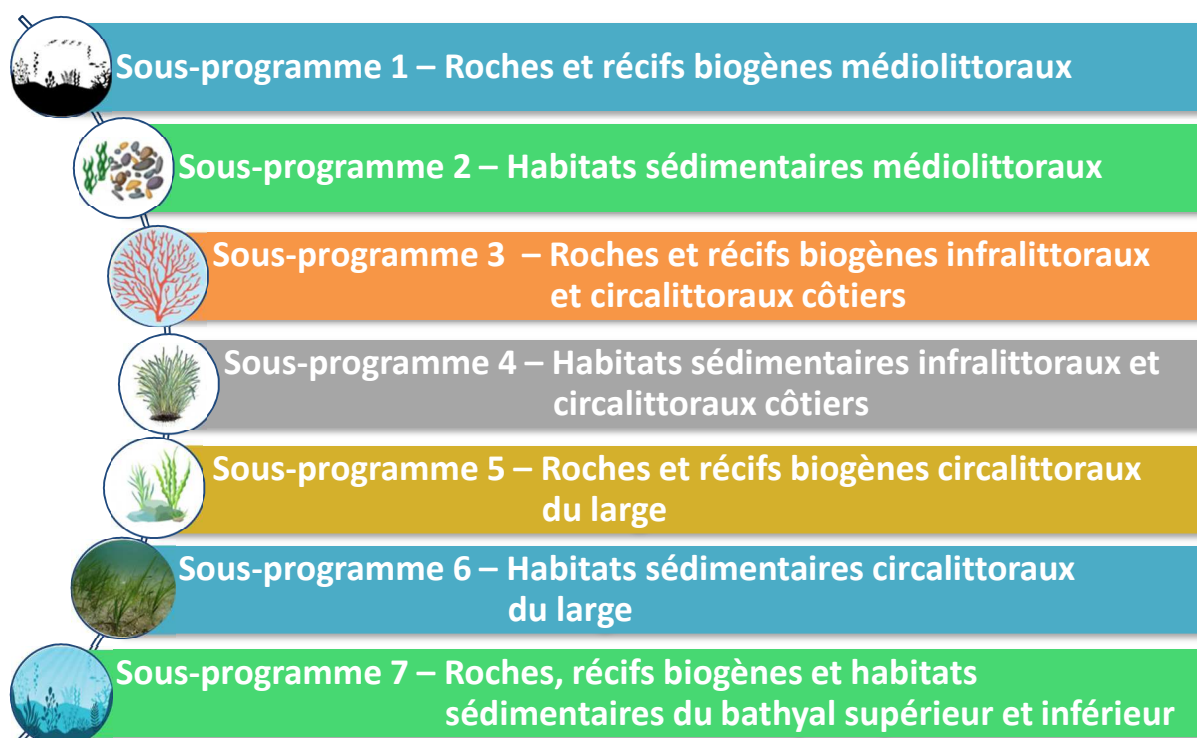 Sous-programme 1 – Roches et récifs biogènes médiolittoraux
Sous-programme 2 – Habitats sédimentaires médiolittoraux
Sous-programme 3 – Roches et récifs biogènes infralittoraux
et circalittoraux côtiers
Sous-programme 4 – Habitats sédimentaires infralittoraux et
circalittoraux côtiers
Sous-programme 5 – Roches et récifs biogènes circalittoraux
du large
Sous-programme 6 – Habitats sédimentaires circalittoraux
du large
Sous-programme 7 – Roches, récifs biogènes et habitats
sédimentaires du bathyal supérieur et inférieur